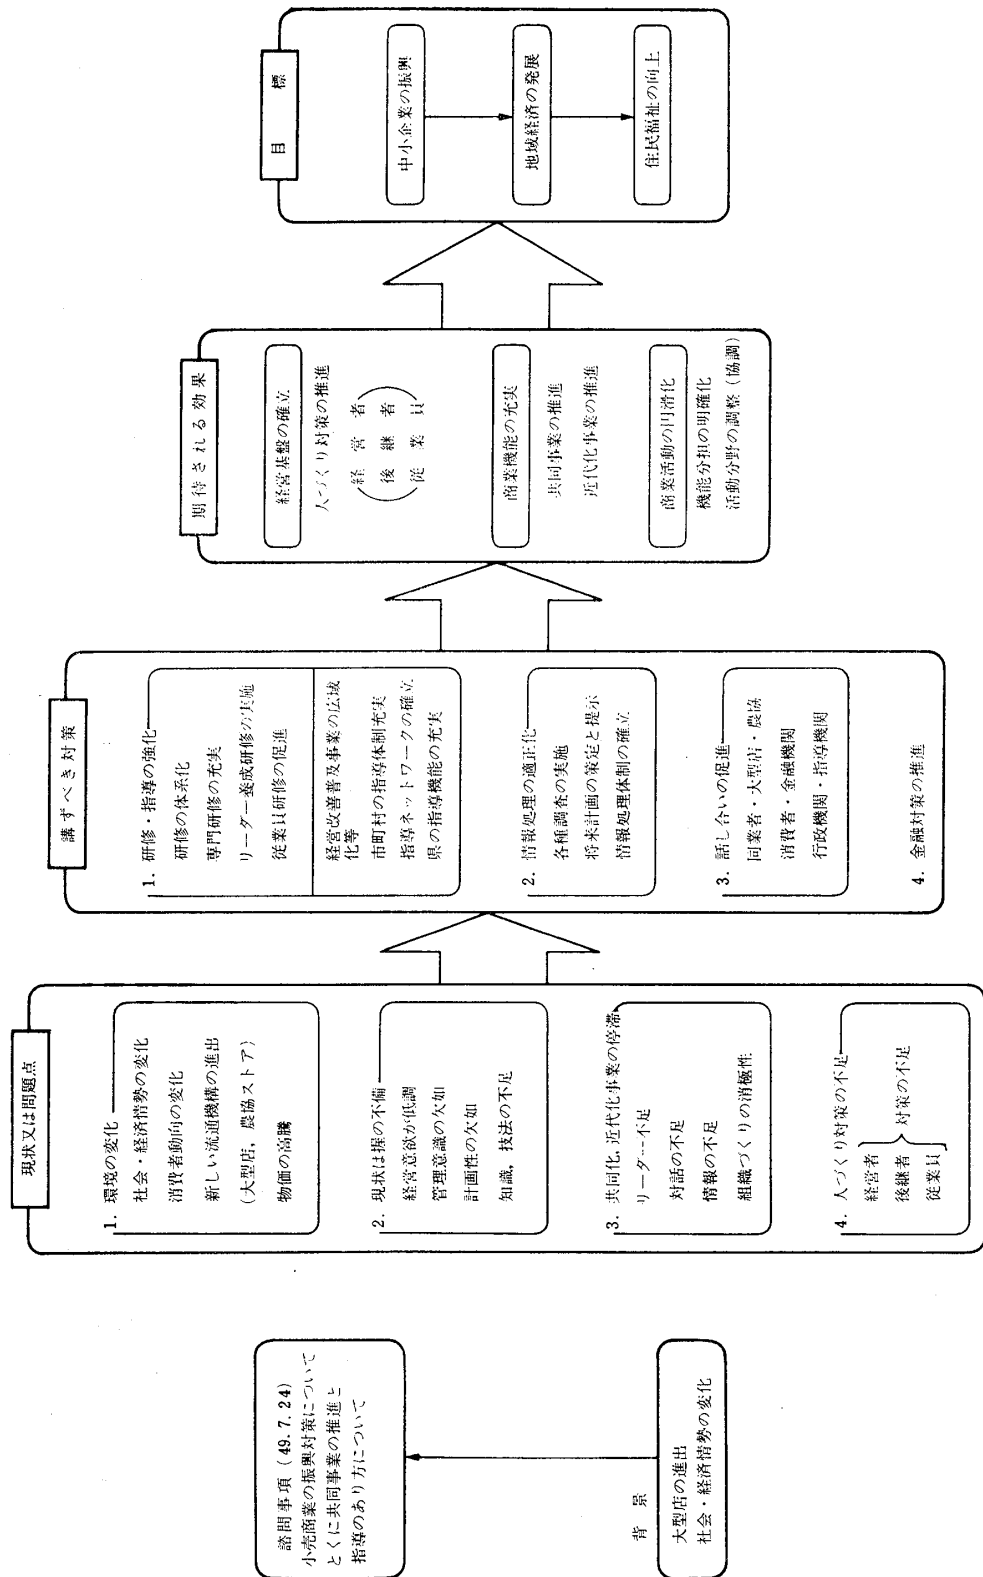 諮問事項（49.7.24）
小売商業の振興対策について
とくに共同事業の推進と
指導のあり方について
背　景
大型店の進出
社会・経済情勢の変化
現状又は問題点
1. 環境の変化
社会・経済情勢の変化
消費者動向の変化
新しい流通機構の進出
（大型店，農協ストア）
物価の高騰
2. 現状は握の不備
経営意欲が低調
管理意識の欠如
計画性の欠如
知識，技法の不足
3. 共同化，近代化事業の停滞
リーダー不足
対話の不足
情報の不足
組織づくりの消極性
4. 人づくり対策の不足
経営者
後継者
従業員
対策の不足
講ずべき対策
1. 研修・指導の強化
研修の体系化
専門研修の充実
リーダー養成研修の実施
従業員研修の促進
経営改善普及事業の広域
化等
市町村の指導体制充実
指導ネットワークの確立
県の指導機能の充実
2. 情報処理の適正化
各種調査の実施
将来計画の策定と提示
情報処理体制の確立
3. 話し合いの促進
同業者・大型店・農協
消費者・金融機関
行政機関・指導機関
4. 金融対策の推進
期待される効果
経営基盤の確立
人づくり対策の推進
経営者
後継者
従業員
商業機能の充実
共同事業の推進
近代化事業の推進
商業活動の円滑化
機能分担の明確化
活動分野の調整（協調）
目　標
中小企業の振興
地域経済の発展
住民福祉の向上